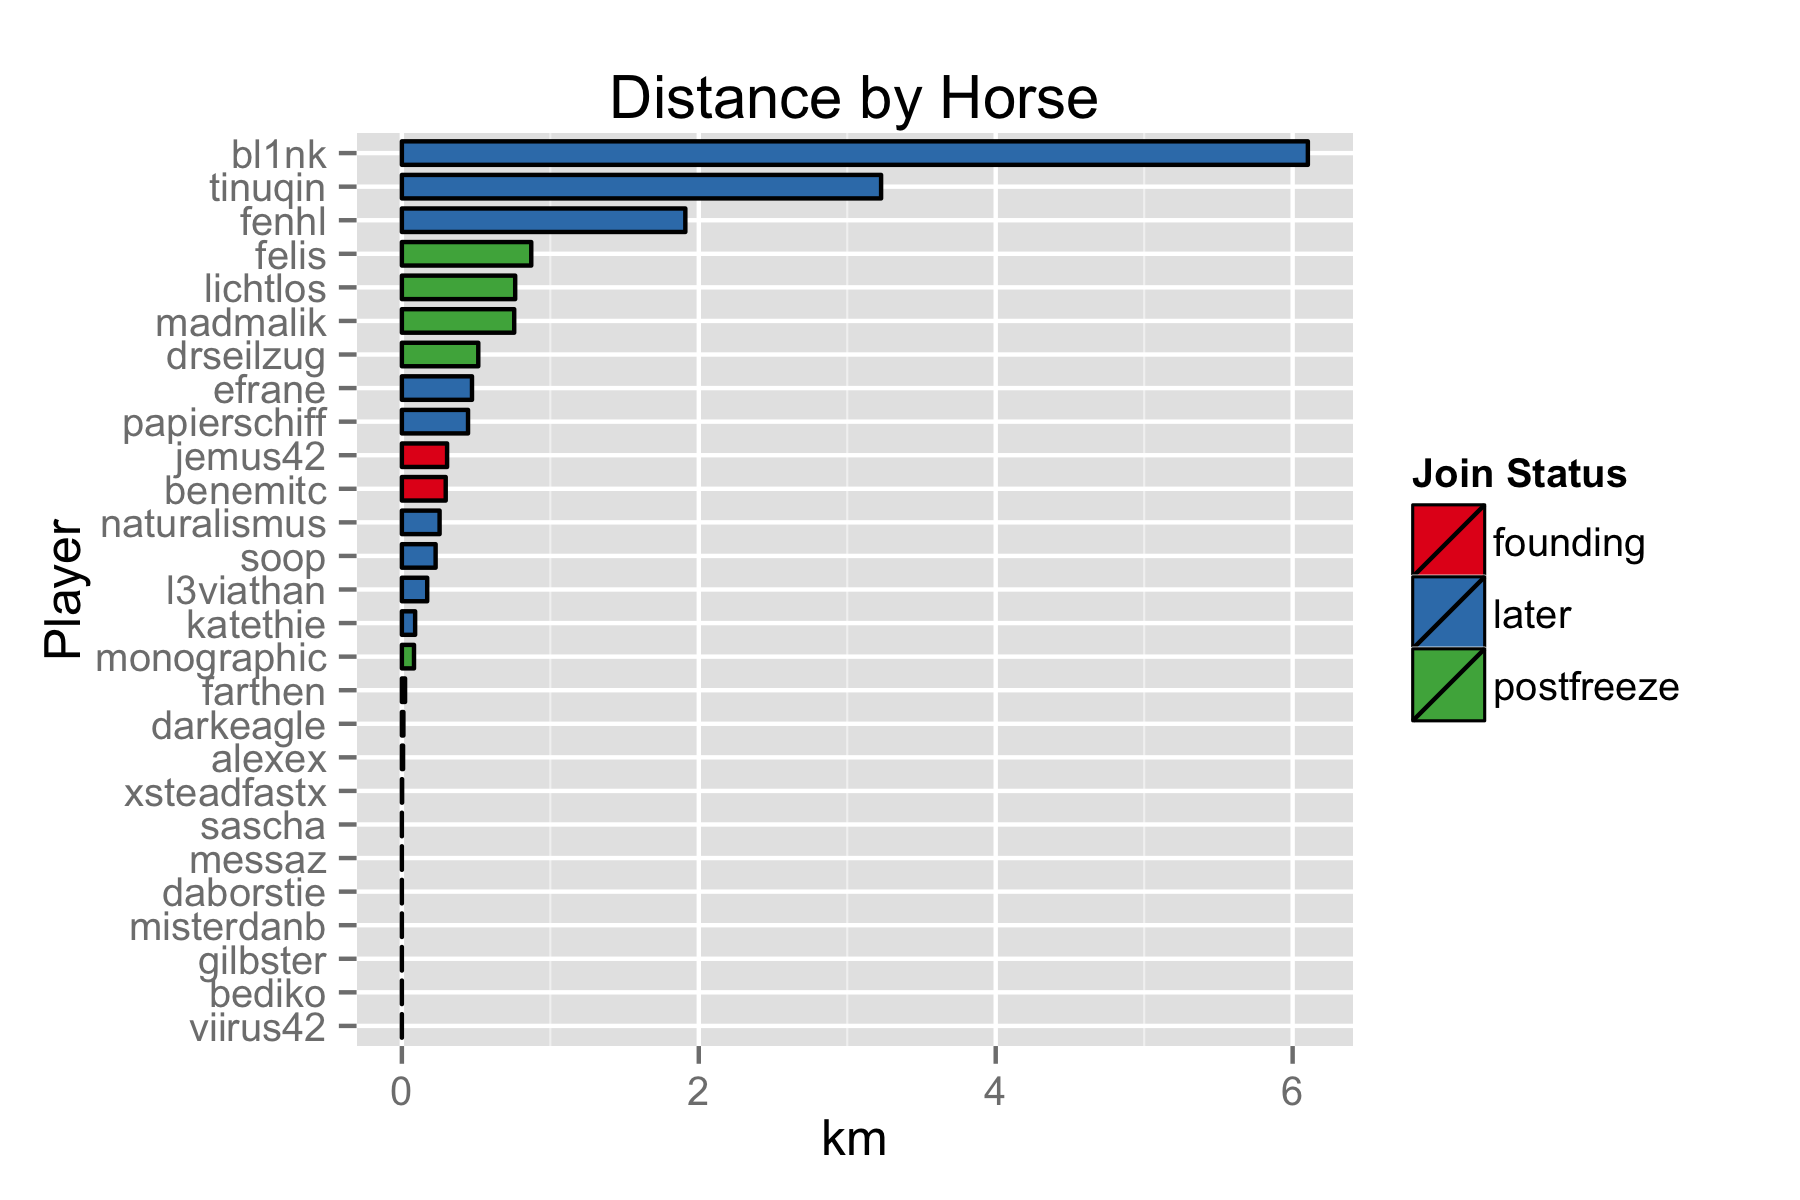 Distance by Horse
Player
bl1nk
tinuqin
fenhl
felis
lichtlos
madmalik
drseilzug
efrane
papierschiff
jemus42
benemitc
naturalismus
soop
l3viathan
katethie
monographic
farthen
darkeagle
alexex
xsteadfastx
sascha
messaz
daborstie
misterdanb
gilbster
bediko
viirus42
0 2 4 6
km
Join Status
founding
later
postfreeze